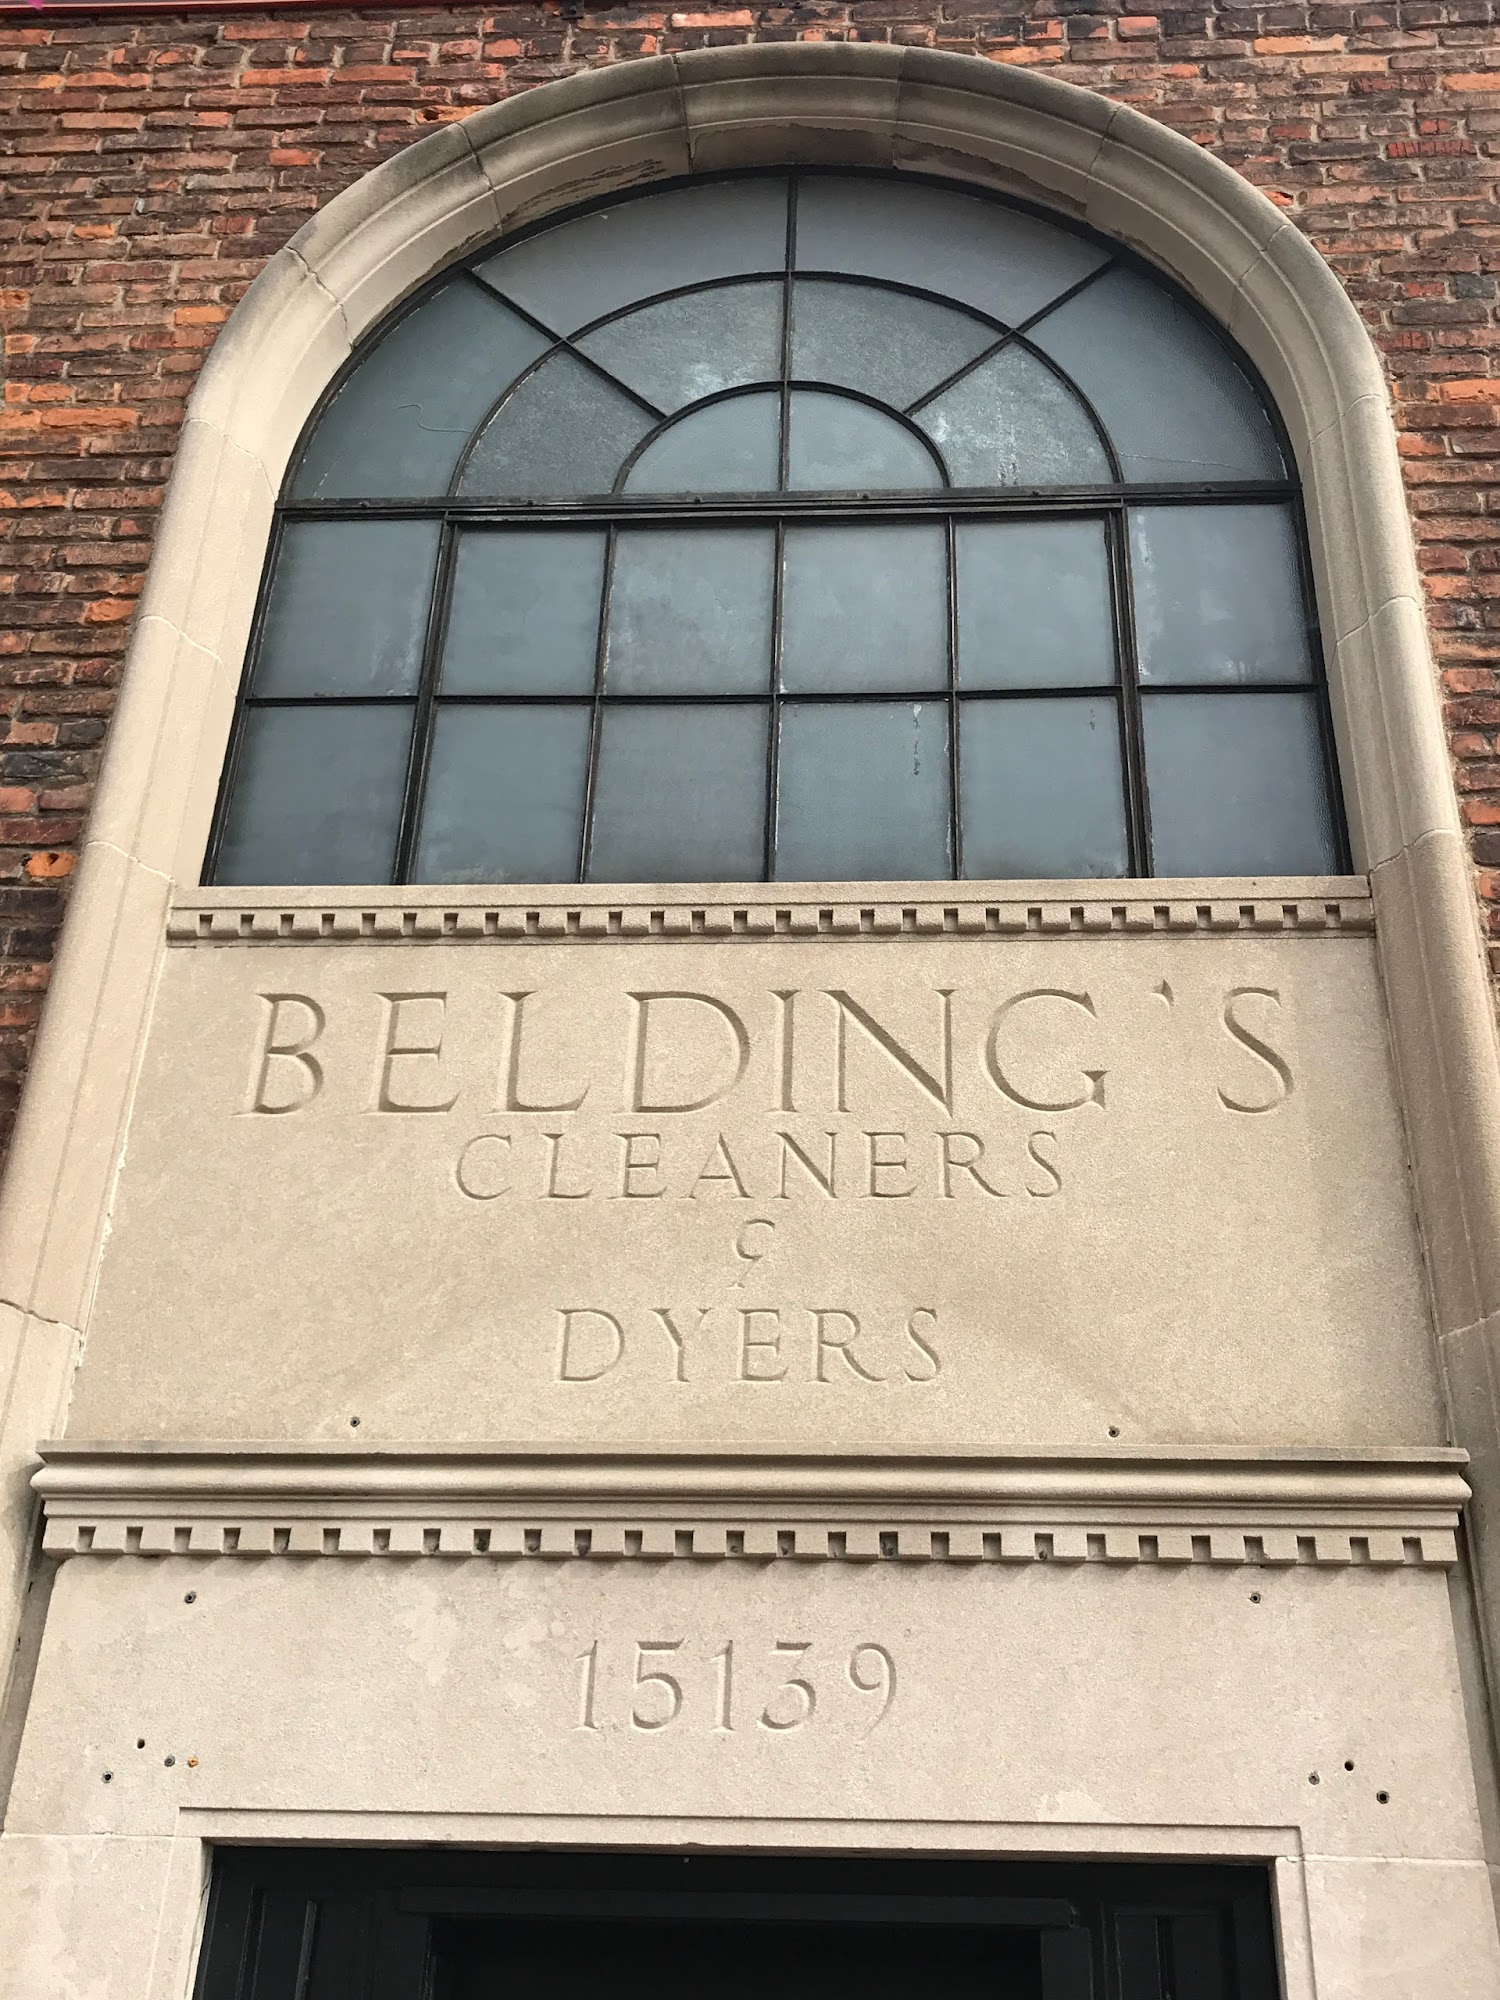 BELDING'S
CLEANERS
&
DYERS
15139